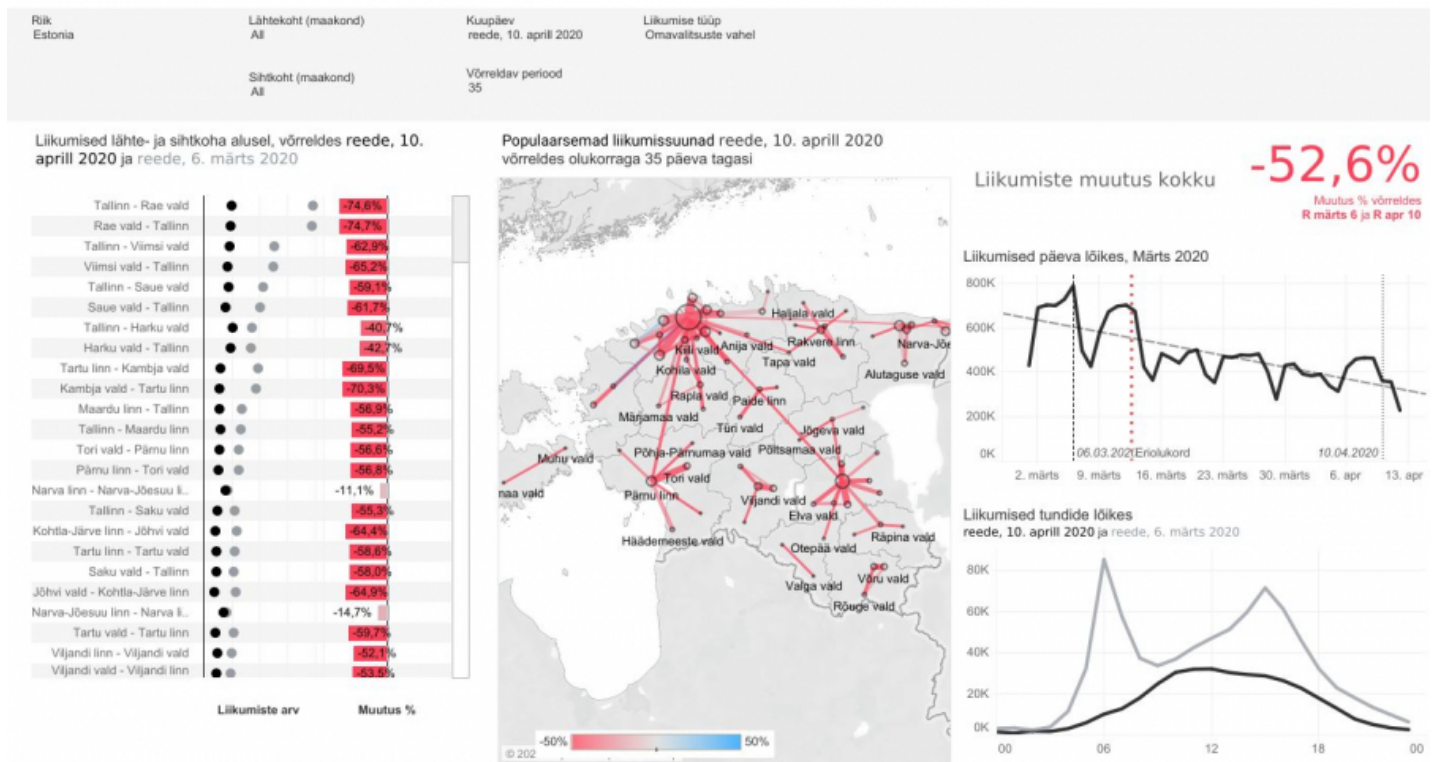 Riik
Estonia
Lähtekoht (maakond)
All
Kuupäev
reede, 10. aprill 2020
Liikumise tüüp
Omavalitsuste vahel
Sihtkoht (maakond)
All
Võrreldav periood
35
Liikumised lähte- ja sihtkoha alusel, võrreldes reede, 10.
aprill 2020 ja reede, 6. märts 2020
Tallinn - Rae vald -74,6%
Rae vald - Tallinn -74,7%
Tallinn - Viimsi vald -62,9%
Viimsi vald - Tallinn -65,2%
Tallinn - Saue vald -59,1%
Saue vald - Tallinn -61,7%
Tallinn - Harku vald -40,7%
Harku vald - Tallinn -42,7%
Tartu linn - Kambja vald -69,5%
Kambja vald - Tartu linn -70,3%
Maardu linn - Tallinn -56,9%
Tallinn - Maardu linn -55,2%
Tori vald - Pärnu linn -56,6%
Pärnu linn - Tori vald -56,8%
Narva linn - Narva-Jõesuu li.. -11,1%
Tallinn - Saku vald -55,3%
Kohtla-Järve linn - Jõhvi vald -64,4%
Tartu linn - Tartu vald -58,6%
Saku vald - Tallinn -58,0%
Jõhvi vald - Kohtla-Järve linn -64,9%
Narva-Jõesuu linn - Narva li.. -14,7%
Tartu vald - Tartu linn -59,7%
Viljandi linn - Viljandi vald -52,1%
Viljandi vald - Viljandi linn -53,5%
Liikumiste arv Muutus %
Populaarsemad liikumissuunad reede, 10. aprill 2020
võrreldes olukorraga 35 päeva tagasi
Haljala vald
Kiili vald
Anija vald
Rakvere linn
Narva-Jõe
Kohila vald
Tapa vald
Alutaguse vald
Rapla vald
Paide linn
Märjamaa vald
Türi vald
Jõgeva vald
Muhu vald
Põhja-Pärnumaa vald
Põltsamaa vald
Tori vald
maa vald
Pärnu linn
Viljandi vald
Elva vald
Häädemeeste vald
Otepää vald
Räpina vald
Valga vald
Võru vald
Rõuge vald
-50% 50%
© 202
Liikumiste muutus kokku
-52,6%
Muutus % võrreldes
R märts 6 ja R apr 10
Liikumised päeva lõikes, Märts 2020
800K
600K
400K
200K
0K
06.03.202 Eriolukord
10.04.2020
2. märts 9. märts 16. märts 23. märts 30. märts 6. apr 13. apr
Liikumised tundide lõikes
reede, 10. aprill 2020 ja reede, 6. märts 2020
80K
60K
40K
20K
0K
00 06 12 18 00